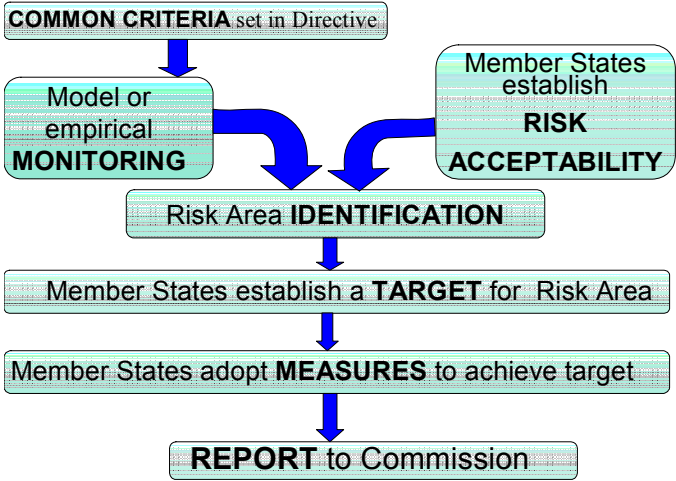 COMMON CRITERIA set in Directive
Model or
empirical
MONITORING
Member States
establish
RISK
ACCEPTABILITY
Risk Area IDENTIFICATION
Member States establish a TARGET for Risk Area
Member States adopt MEASURES to achieve target
REPORT to Commission